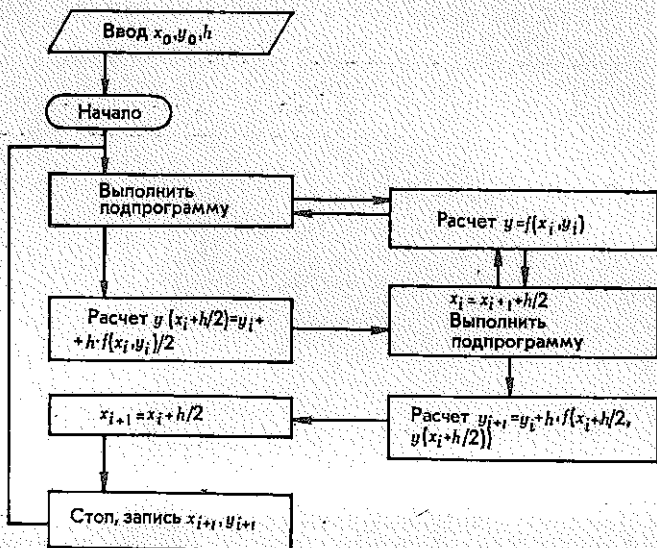 Ввод x₀,y₀,h
Начало
Выполнить
подпрограмму
Расчет y=f(xᵢ,yᵢ)
Расчет y(xᵢ+h/2)=yᵢ+
+h·f(xᵢ,yᵢ)/2
xᵢ=xᵢ₊₁+h/2
Выполнить
подпрограмму
xᵢ₊₁=xᵢ+h/2
Расчет yᵢ₊₁=yᵢ+h·f(xᵢ+h/2,
y(xᵢ+h/2))
Стоп, запись xᵢ₊₁,yᵢ₊₁